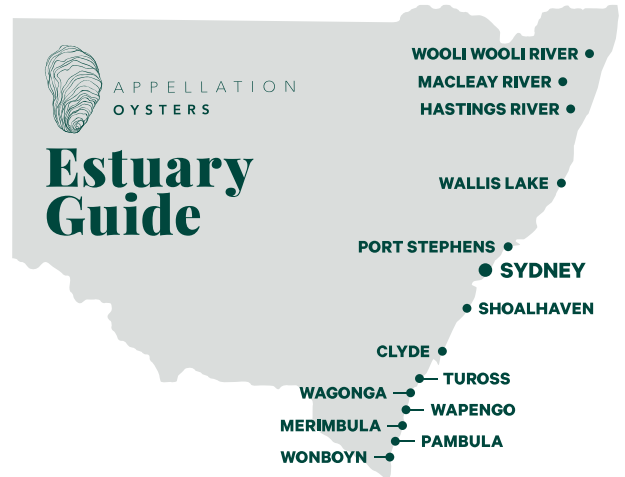 APPELLATION
OYSTERS
Estuary
Guide
WOOLI WOOLI RIVER
MACLEAY RIVER
HASTINGS RIVER
WALLIS LAKE
PORT STEPHENS
SYDNEY
SHOALHAVEN
CLYDE
TUROSS
WAGONGA
WAPENGO
MERIMBULA
PAMBULA
WONBOYN